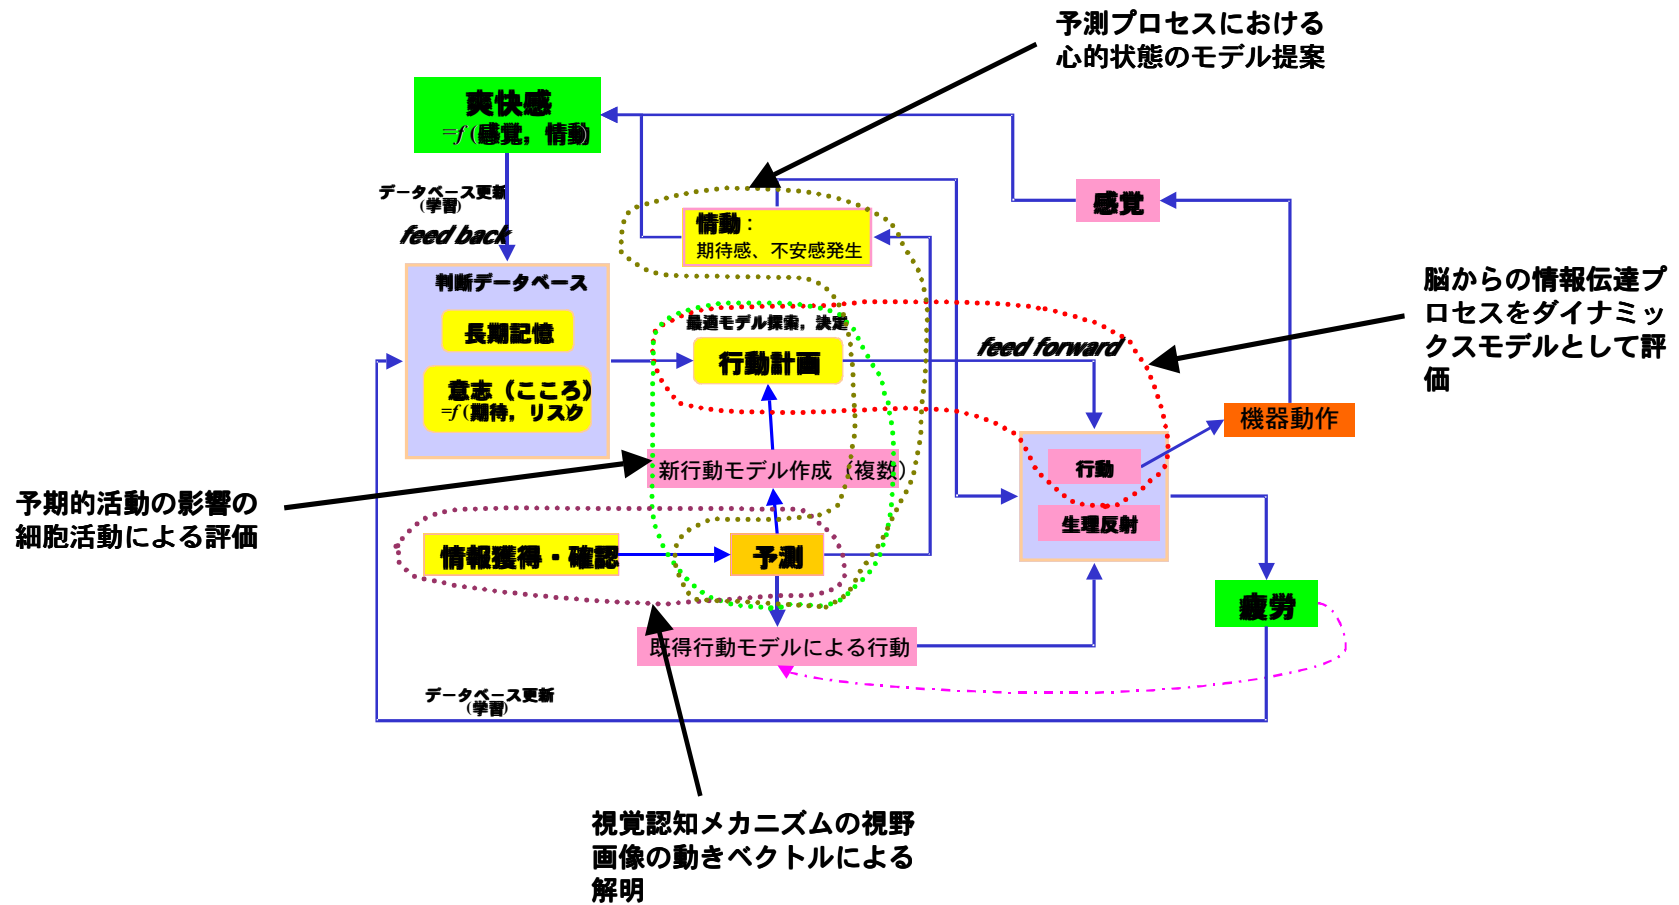 予測プロセスにおける
心的状態のモデル提案
爽快感
=f (感覚，情動)
データベース更新
(学習)
feed back
情動：
期待感、不安感発生
感覚
判断データベース
長期記憶
意志（こころ）
=f (期待，リスク)
最適モデル探索，決定
行動計画
feed forward
脳からの情報伝達プ
ロセスをダイナミッ
クスモデルとして評
価
機器動作
新行動モデル作成（複数）
行動
生理反射
予期的活動の影響の
細胞活動による評価
情報獲得・確認
予測
疲労
既得行動モデルによる行動
データベース更新
(学習)
視覚認知メカニズムの視野
画像の動きベクトルによる
解明